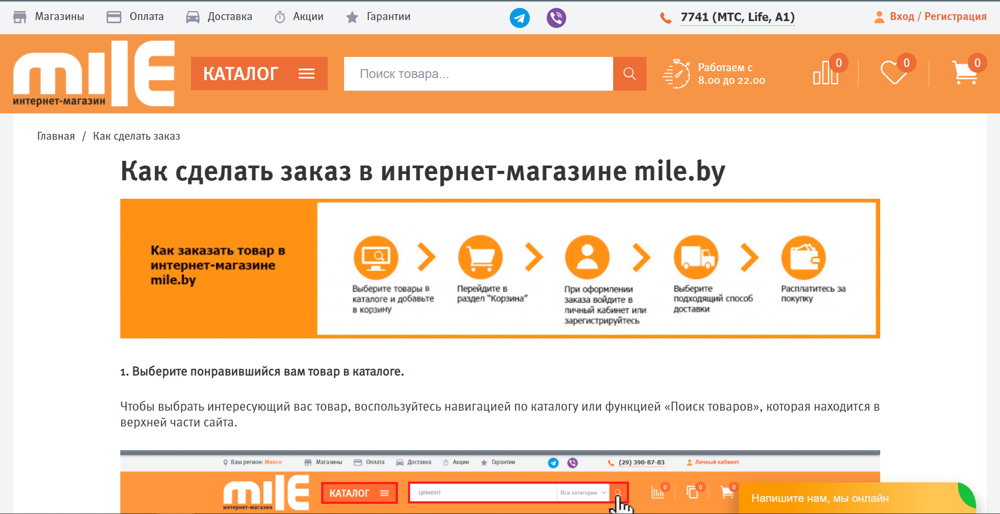 Магазины Оплата Доставка Акции Гарантии 7741 (МТС, Life, A1) Вход / Регистрация
mile
интернет-магазин
КАТАЛОГ
Поиск товара...
Работаем с
8.00 до 22.00
0 0 0
Главная / Как сделать заказ
Как сделать заказ в интернет-магазине mile.by
Как заказать товар в
интернет-магазине
mile.by
Выберите товары в
каталоге и добавьте
в корзину
Перейдите в
раздел “Корзина”
При оформлении
заказа войдите в
личный кабинет или
зарегистрируйтесь
Выберите
подходящий способ
доставки
Расплатитесь за
покупку
1. Выберите понравившийся вам товар в каталоге.
Чтобы выбрать интересующий вас товар, воспользуйтесь навигацией по каталогу или функцией «Поиск товаров», которая находится в
верхней части сайта.
Ваш регион: Минск Магазины Оплата Доставка Акции Гарантии (29) 390-87-83 Личный кабинет
mile
интернет-магазин
КАТАЛОГ
цемент Все категории
0 0 0
Напишите нам, мы онлайн